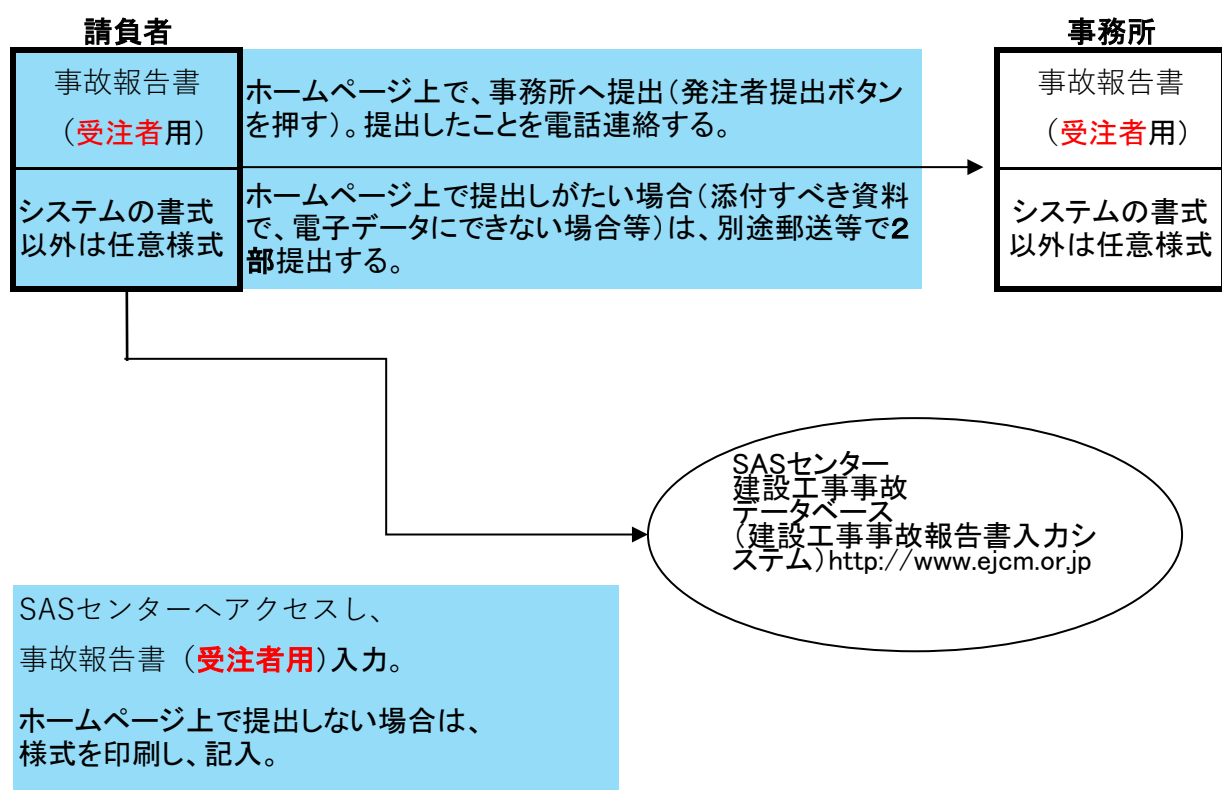 請負者
事務所
事故報告書
（受注者用）
システムの書式
以外は任意様式
ホームページ上で、事務所へ提出（発注者提出ボタン
を押す）。提出したことを電話連絡する。
ホームページ上で提出しがたい場合（添付すべき資料
で、電子データにできない場合等）は、別途郵送等で２
部提出する。
事故報告書
（受注者用）
システムの書式
以外は任意様式
SASセンター
建設工事事故
データベース
（建設工事事故報告書入力シ
ステム）http://www.ejcm.or.jp
SASセンターへアクセスし、
事故報告書（受注者用）入力。
ホームページ上で提出しない場合は、
様式を印刷し、記入。